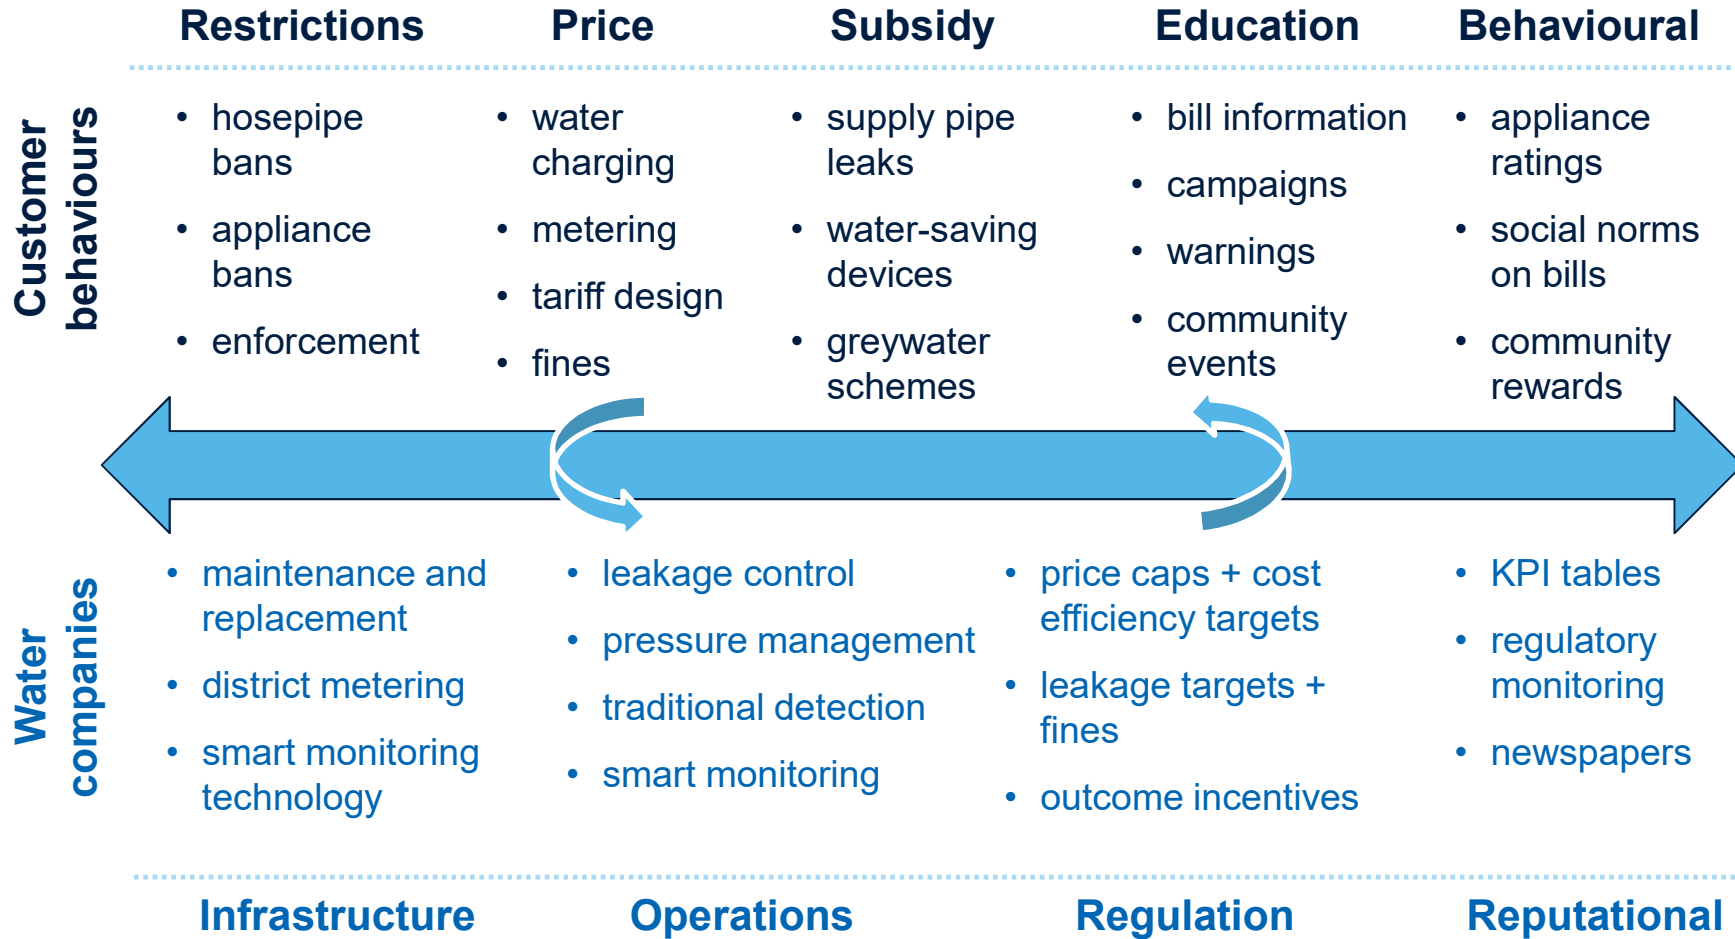 Restrictions
Price
Subsidy
Education
Behavioural
Customer
behaviours
• hosepipe
bans
• appliance
bans
• enforcement
• water
charging
• metering
• tariff design
• fines
• supply pipe
leaks
• water-saving
devices
• greywater
schemes
• bill information
• campaigns
• warnings
• community
events
• appliance
ratings
• social norms
on bills
• community
rewards
Water
companies
• maintenance and
replacement
• district metering
• smart monitoring
technology
• leakage control
• pressure management
• traditional detection
• smart monitoring
• price caps + cost
efficiency targets
• leakage targets +
fines
• outcome incentives
• KPI tables
• regulatory
monitoring
• newspapers
Infrastructure
Operations
Regulation
Reputational